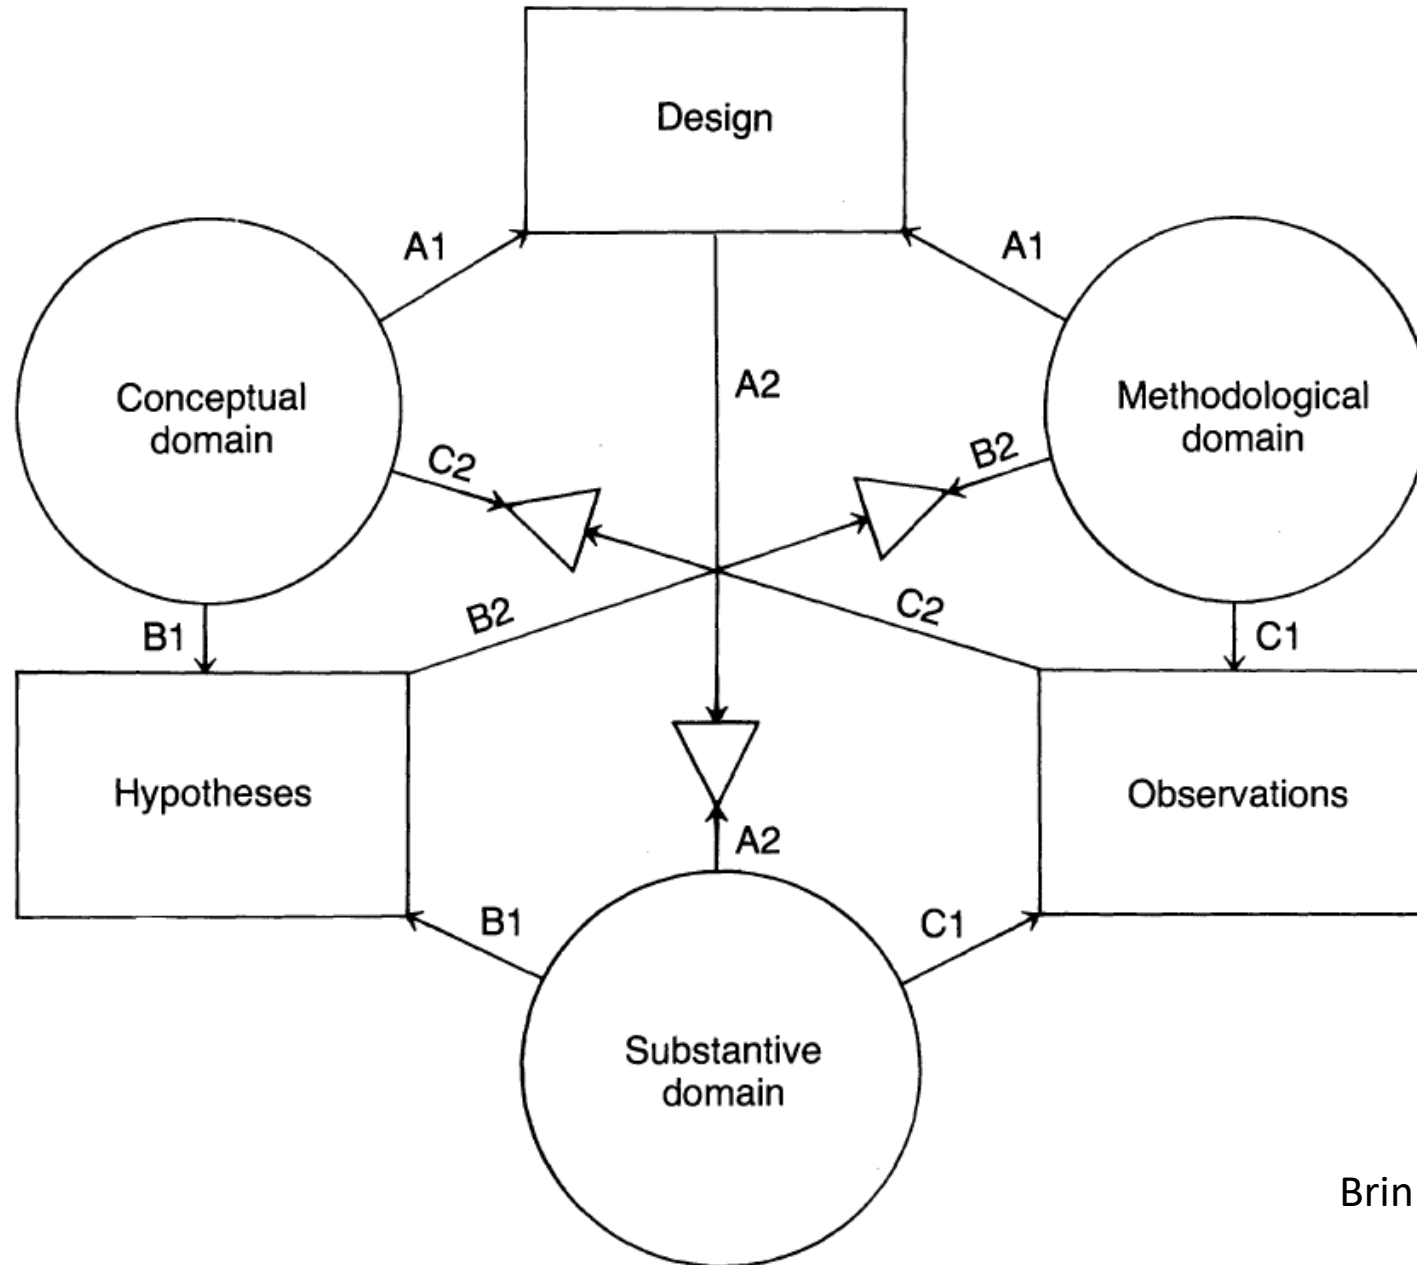 Design
A1
A1
Conceptual
domain
A2
Methodological
domain
C2
B2
B2
C2
B1
C1
Hypotheses
Observations
A2
B1
C1
Substantive
domain
Brin